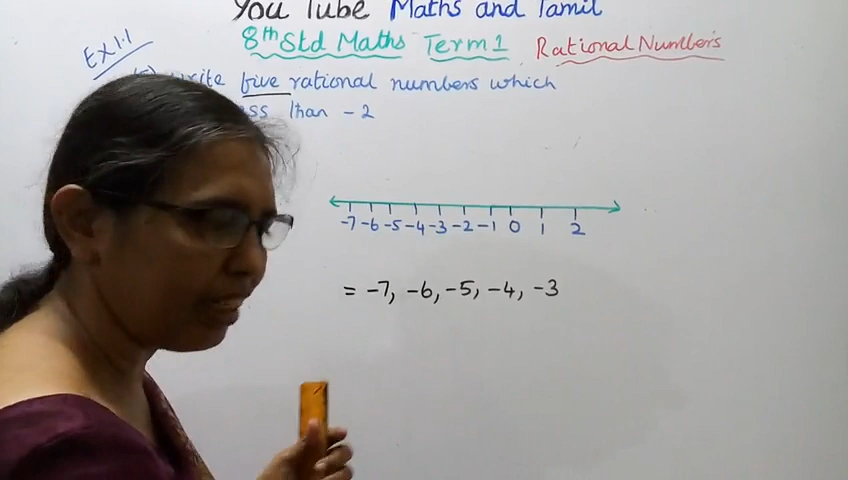 You Tube Maths and Tamil
8th Std Maths Term 1 Rational Numbers
Ex 1.1
five rational numbers which
than -2
-7 -6 -5 -4 -3 -2 -1 0 1 2
= -7, -6, -5, -4, -3